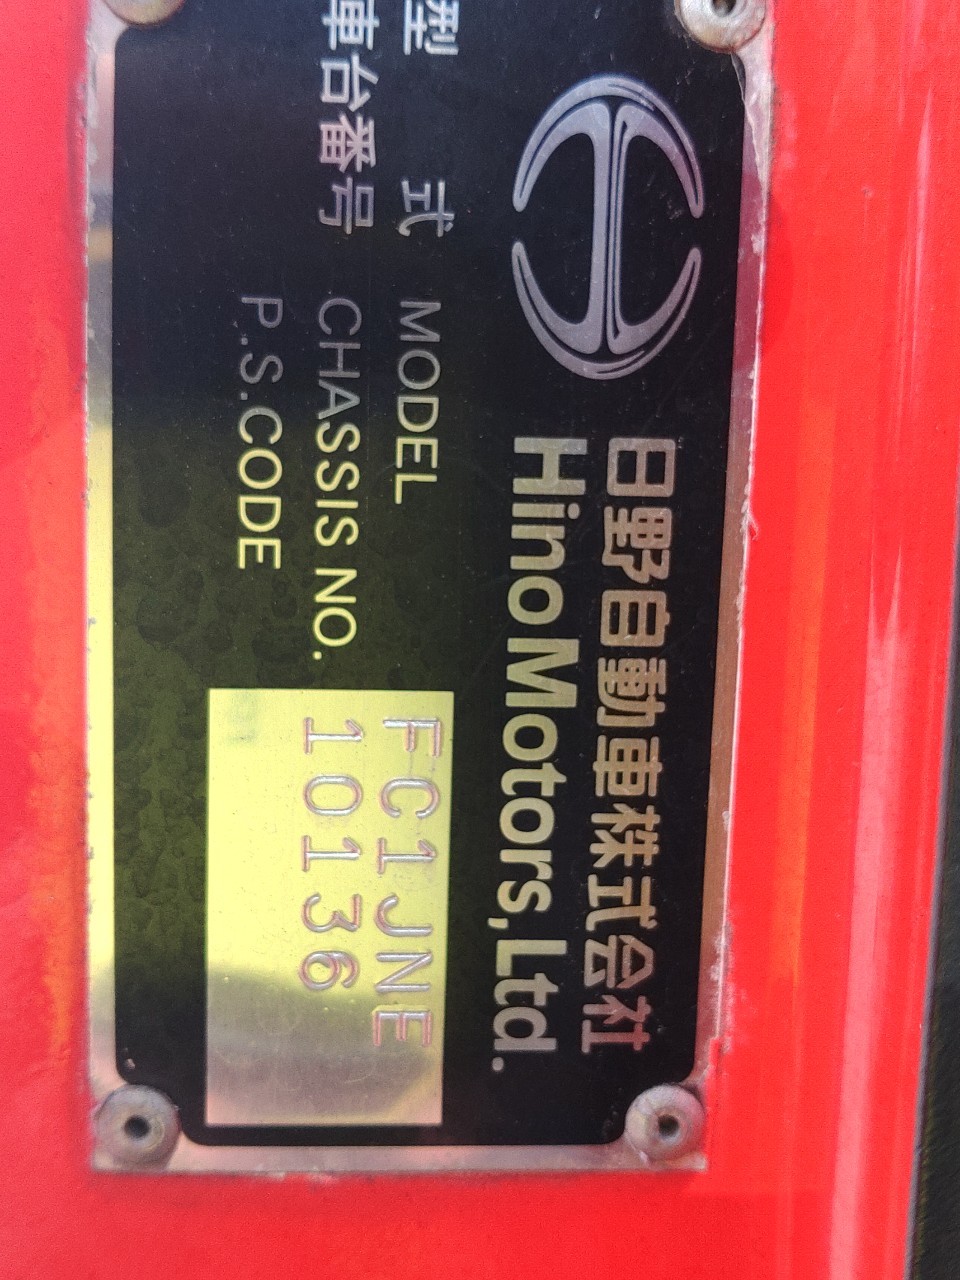 日野自動車株式会社
Hino Motors, Ltd.
型 式 MODEL FC1JNE
車台番号 CHASSIS NO. 10136
P.S.CODE